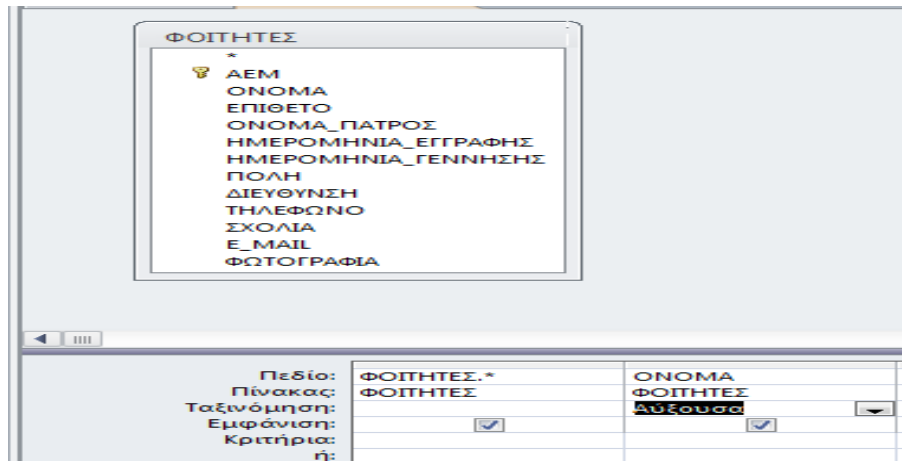 ΦΟΙΤΗΤΕΣ
*
ΑΕΜ
ΟΝΟΜΑ
ΕΠΙΘΕΤΟ
ΟΝΟΜΑ_ΠΑΤΡΟΣ
ΗΜΕΡΟΜΗΝΙΑ_ΕΓΓΡΑΦΗΣ
ΗΜΕΡΟΜΗΝΙΑ_ΓΕΝΝΗΣΗΣ
ΠΟΛΗ
ΔΙΕΥΘΥΝΣΗ
ΤΗΛΕΦΩΝΟ
ΣΧΟΛΙΑ
E_MAIL
ΦΩΤΟΓΡΑΦΙΑ
Πεδίο: ΦΟΙΤΗΤΕΣ.* ΟΝΟΜΑ
Πίνακας: ΦΟΙΤΗΤΕΣ ΦΟΙΤΗΤΕΣ
Ταξινόμηση: Αύξουσα
Εμφάνιση:
Κριτήρια:
ή: